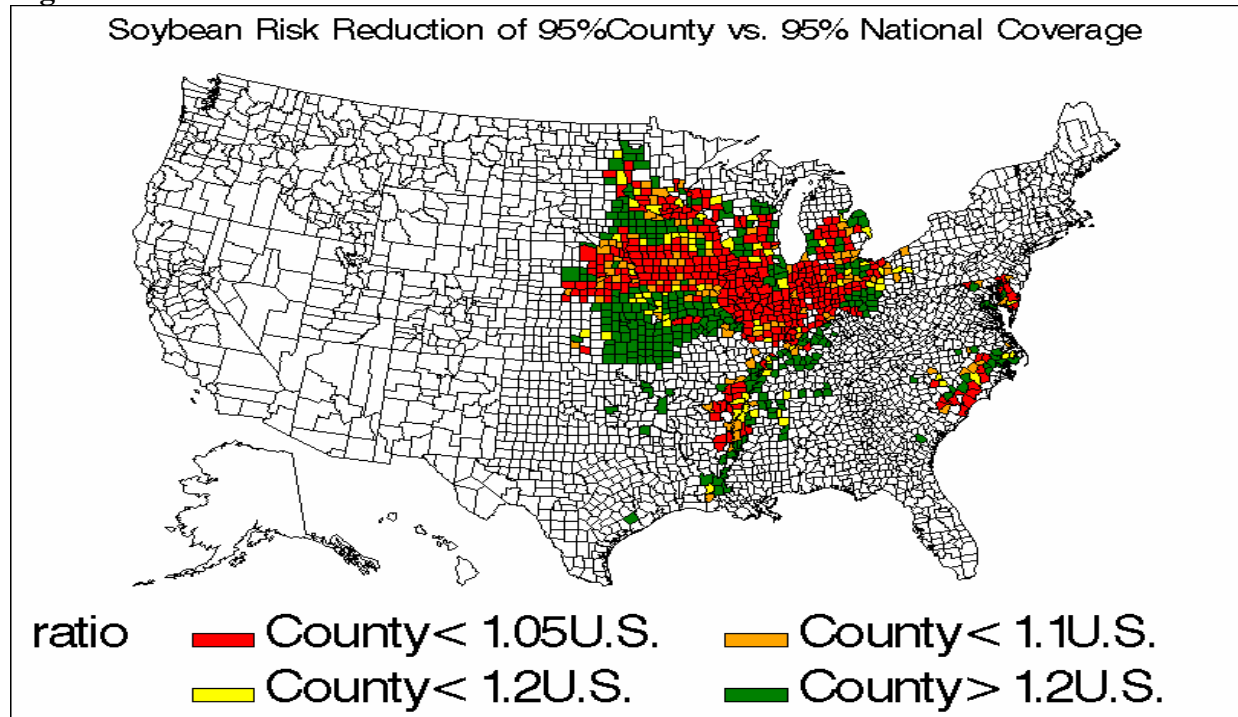 Soybean Risk Reduction of 95%County vs. 95% National Coverage
ratio County< 1.05U.S. County< 1.1U.S.
County< 1.2U.S. County> 1.2U.S.